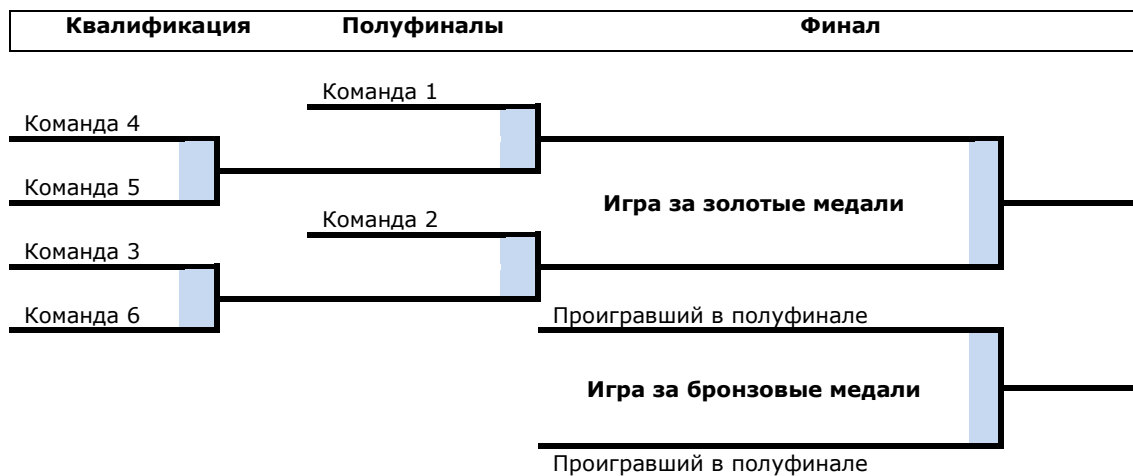 Квалификация Полуфиналы Финал
Команда 1
Команда 4
Команда 5
Игра за золотые медали
Команда 2
Команда 3
Команда 6
Проигравший в полуфинале
Игра за бронзовые медали
Проигравший в полуфинале